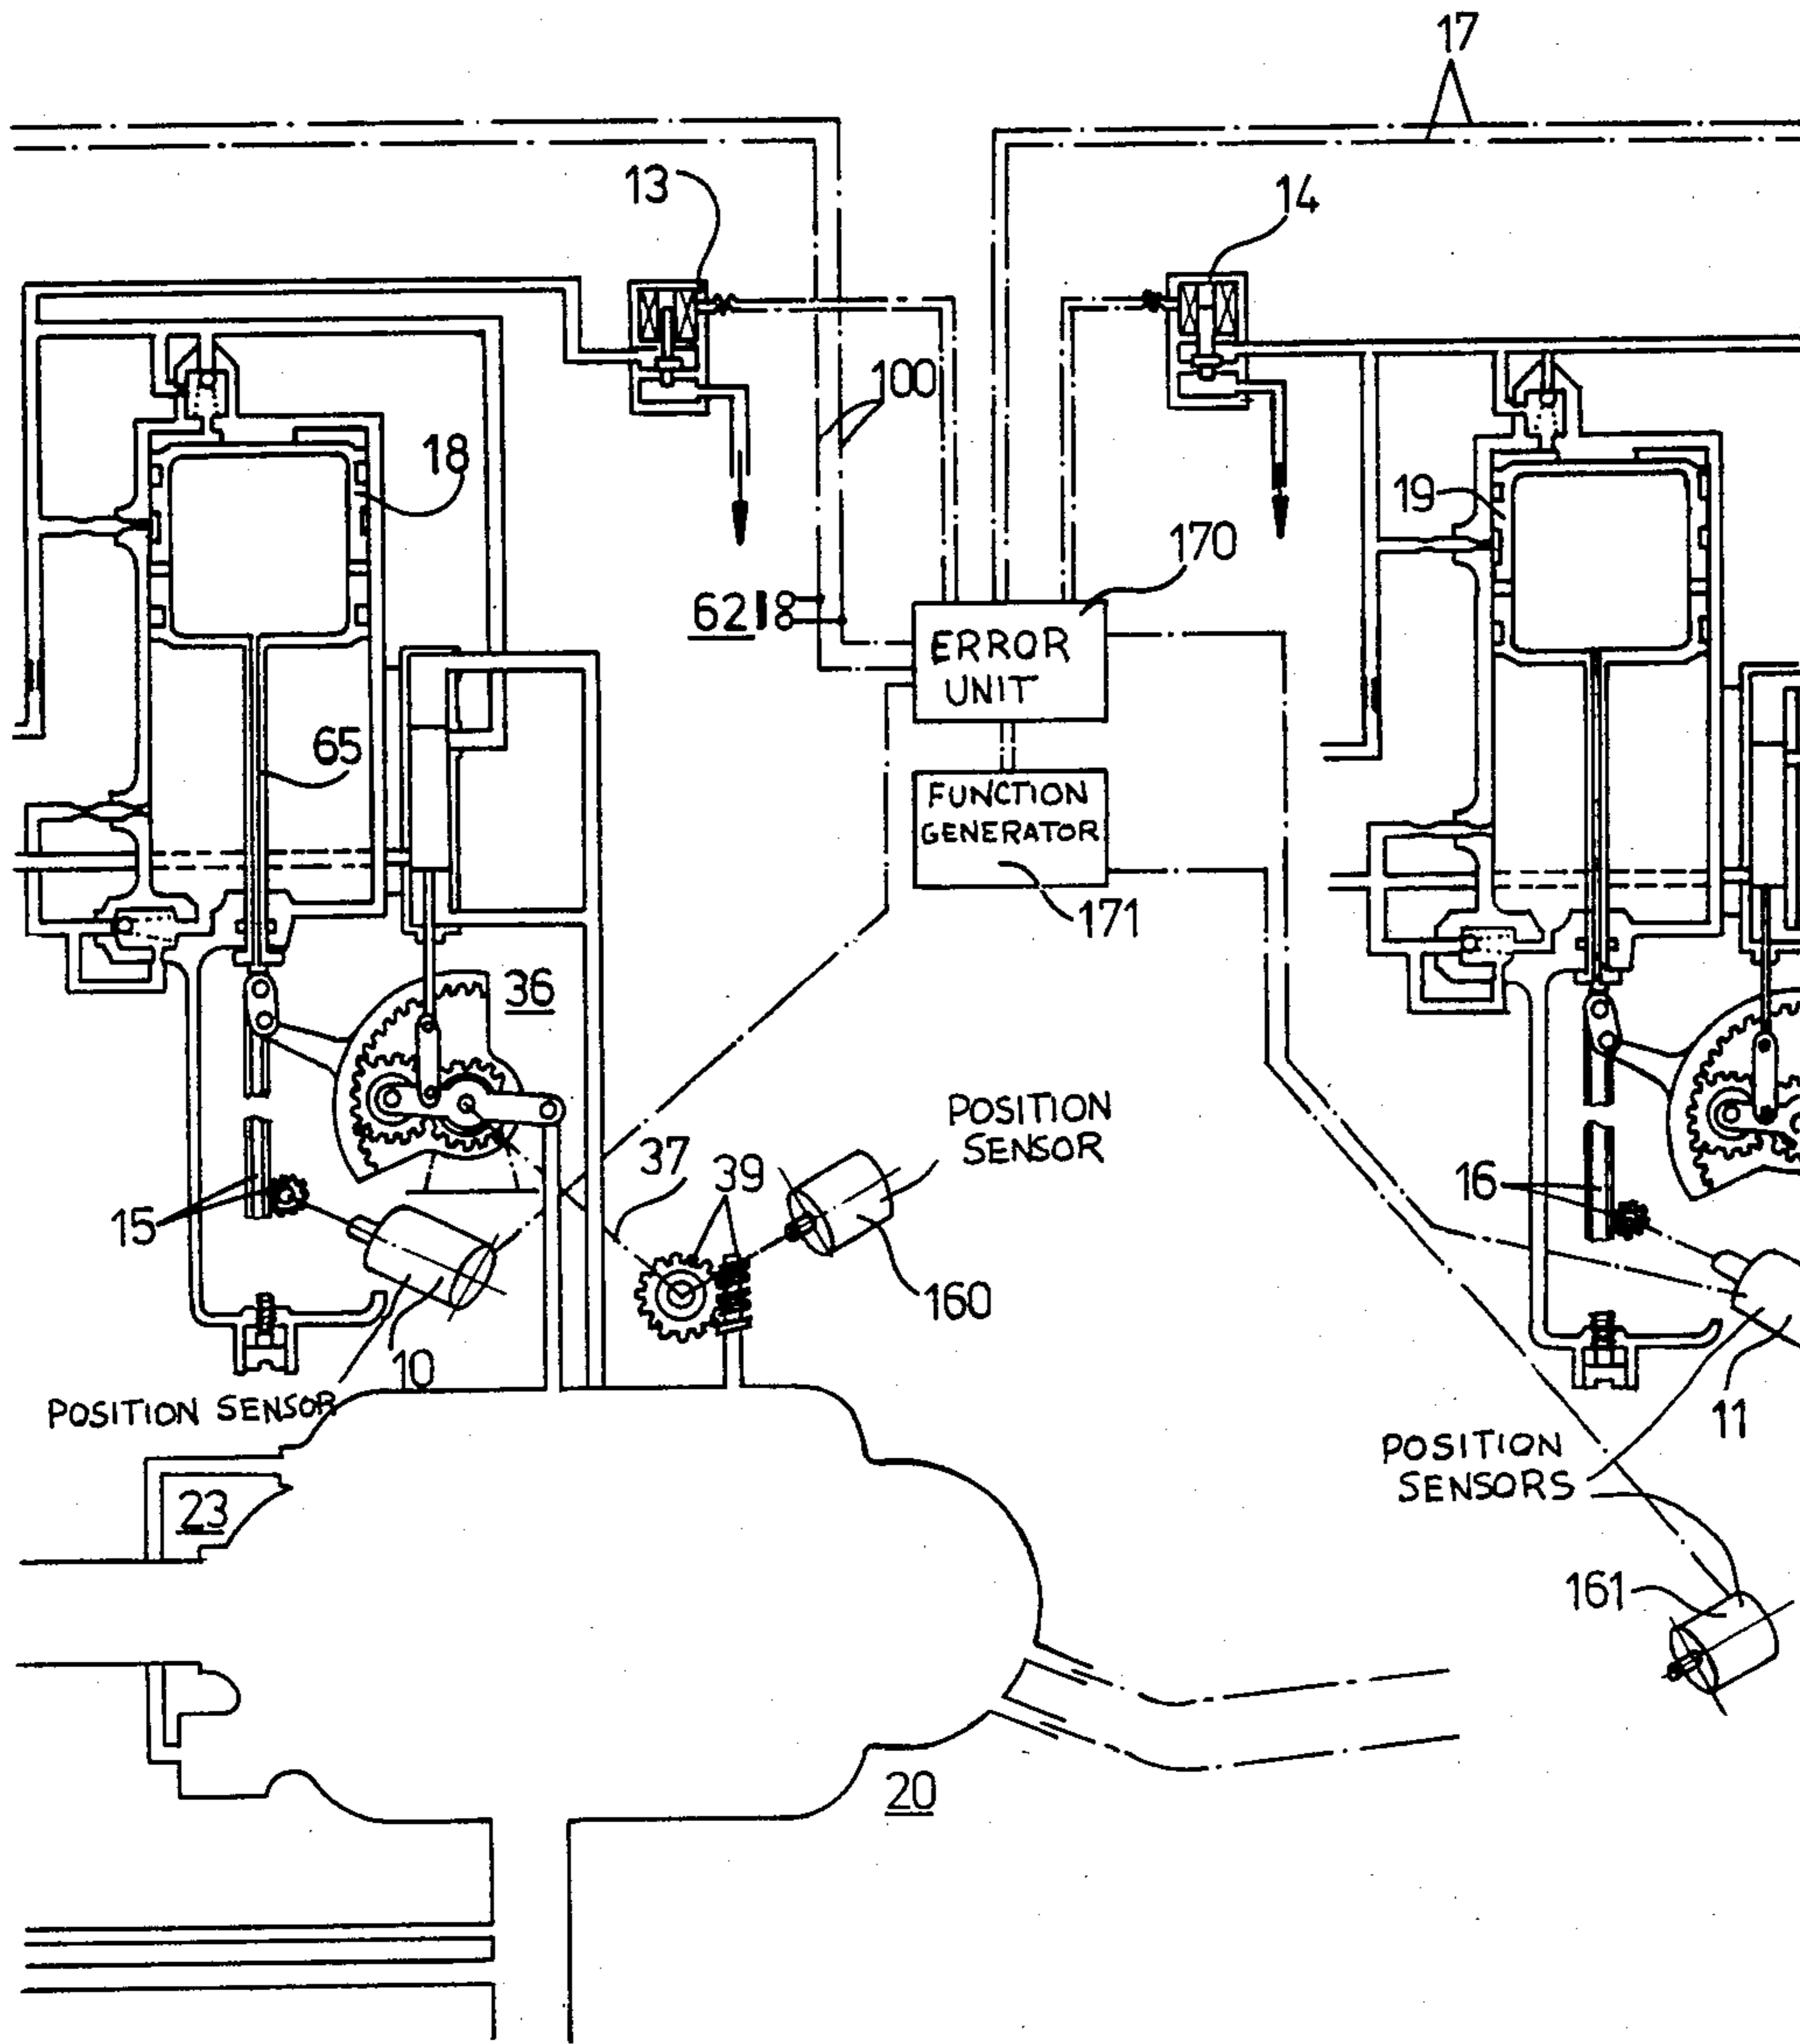 17
13
14
100
18
19
170
62
ERROR
UNIT
65
FUNCTION
GENERATOR
171
36
POSITION
SENSOR
37
39
16
15
160
10
11
POSITION SENSOR
POSITION
SENSORS
23
161
20